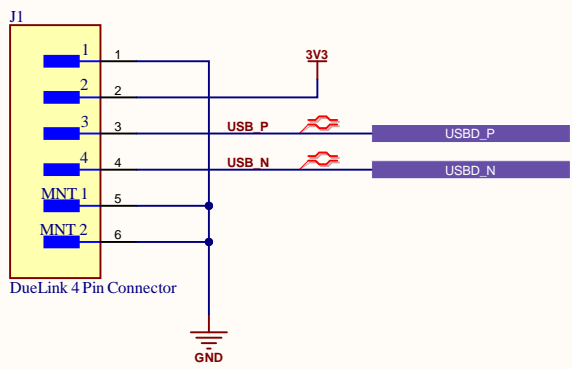 J1
1 1
3V3
2 2
3 3 USB_P USBD_P
4 4 USB_N USBD_N
MNT 1 5
MNT 2 6
DueLink 4 Pin Connector
GND